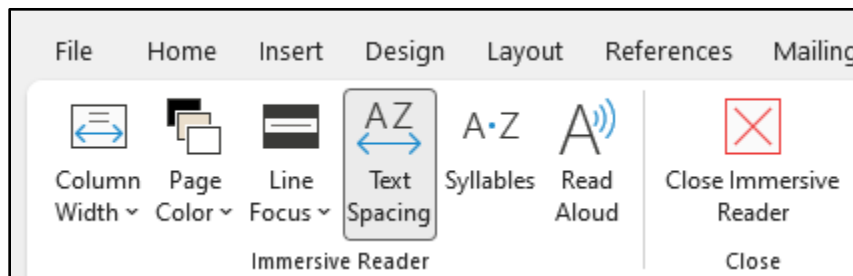 File Home Insert Design Layout References Mailing
AZ A·Z A
Column Page Line Text Syllables Read Close Immersive
Width Color Focus Spacing Aloud Reader
Immersive Reader Close